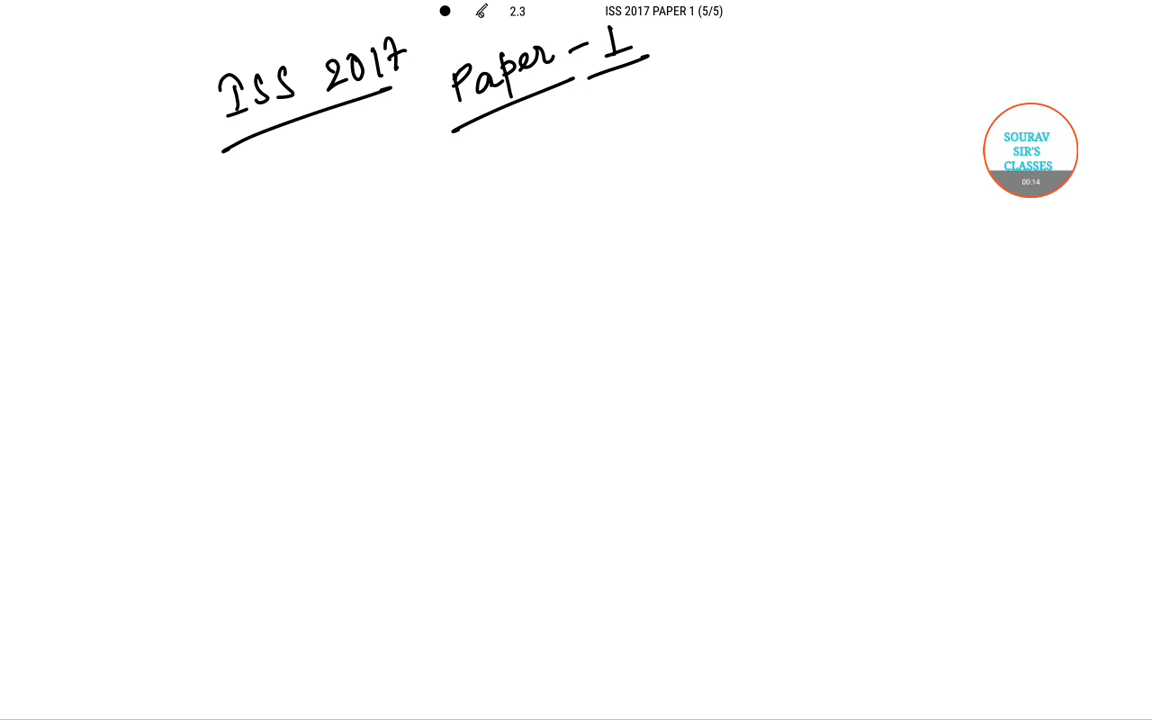 2.3 ISS 2017 PAPER 1 (5/5)
ISS 2017 Paper - 1
SOURAV
SIR'S
CLASSES
00:14